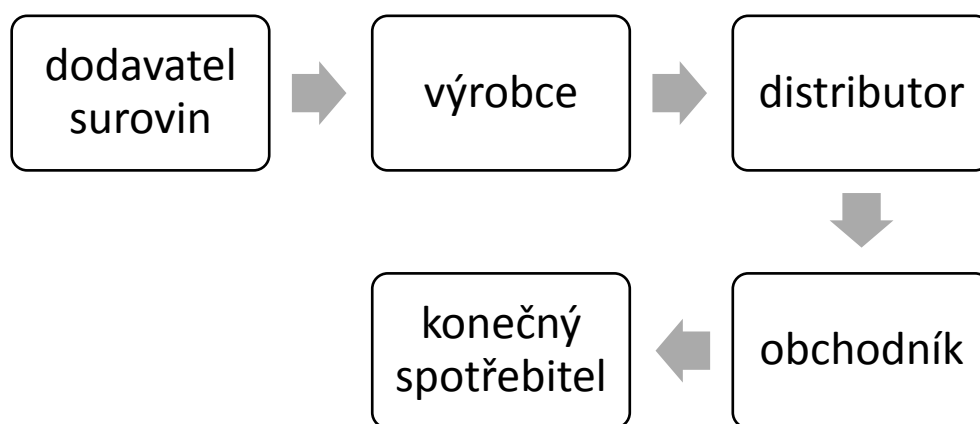 dodavatel
surovin
výrobce
distributor
obchodník
konečný
spotřebitel